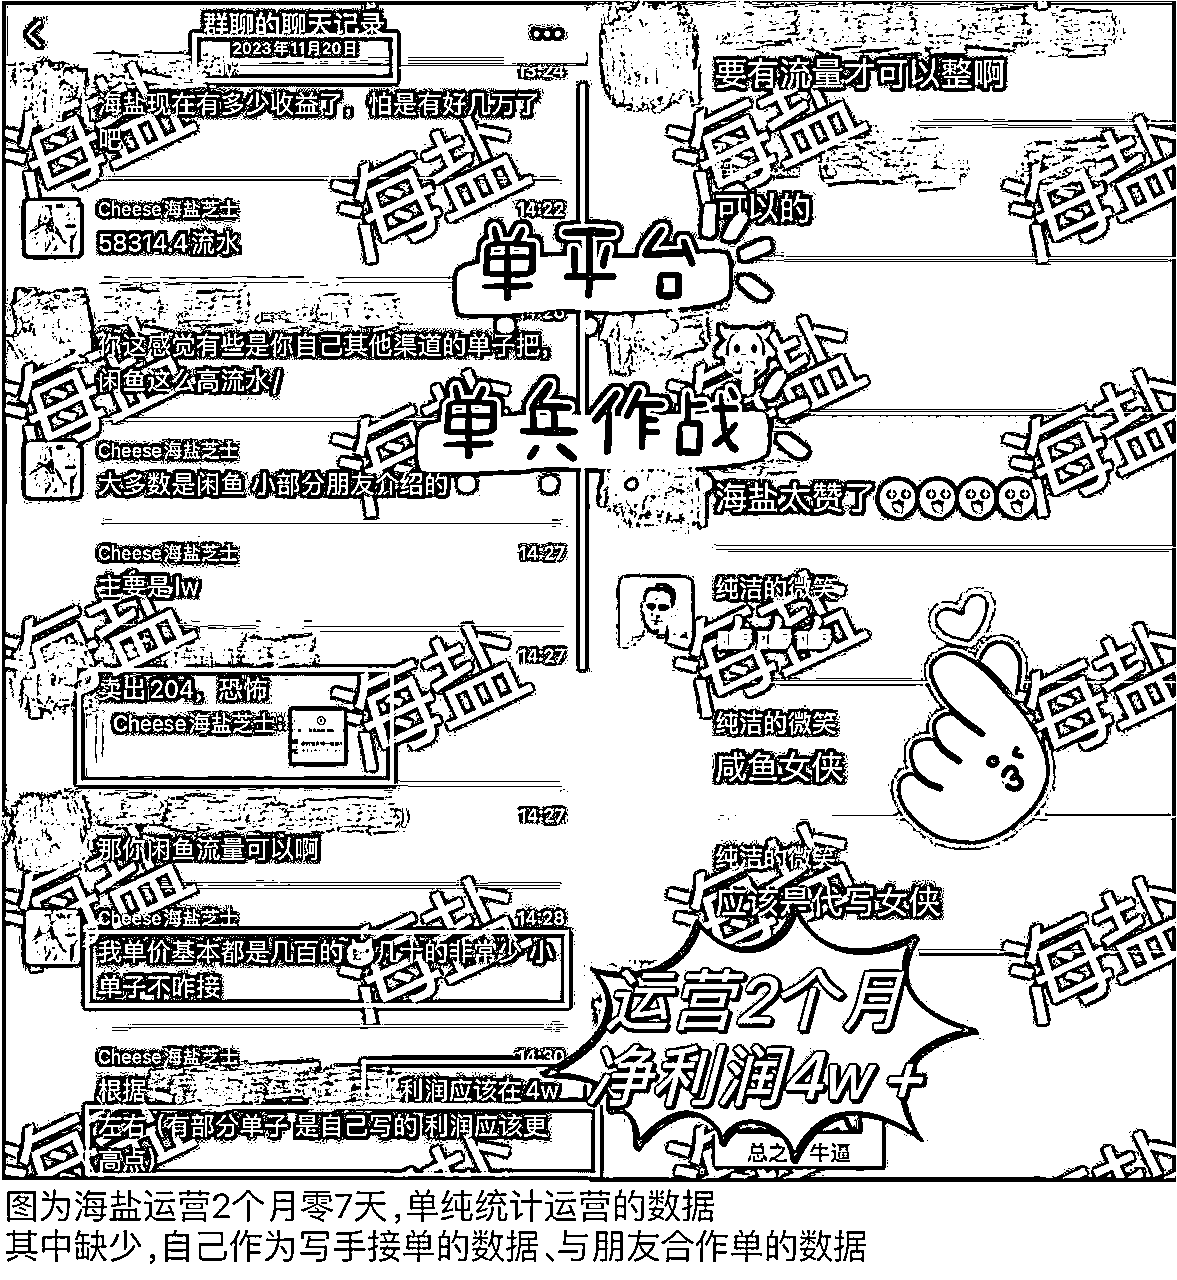 群聊的聊天记录
2023年11月20日
13:24
海盐现在有多少收益了，怕是有好几万了
吧
Cheese海盐芝士
14:22
58314.4流水
你这感觉有些是你自己其他渠道的单子把，
闲鱼这么高流水/
Cheese海盐芝士
大多数是闲鱼 小部分朋友介绍的
Cheese海盐芝士
14:27
主要是lw
14:27
卖出204，恐怖
Cheese海盐芝士
14:27
那你闲鱼流量可以啊
Cheese海盐芝士
14:28
我单价基本都是几百的 几十的非常少 小
单子不咋接
Cheese海盐芝士
14:30
根据
利润应该在4w
左右（有部分单子 是自己写的 利润应该更
高点）
单平台
单兵作战
要有流量才可以整啊
可以的
海盐太赞了
纯洁的微笑
纯洁的微笑
咸鱼女侠
纯洁的微笑
应该是代写女侠
运营2个月
净利润4w+
总之 牛逼
海盐
图为海盐运营2个月零7天,单纯统计运营的数据
其中缺少,自己作为写手接单的数据、与朋友合作单的数据